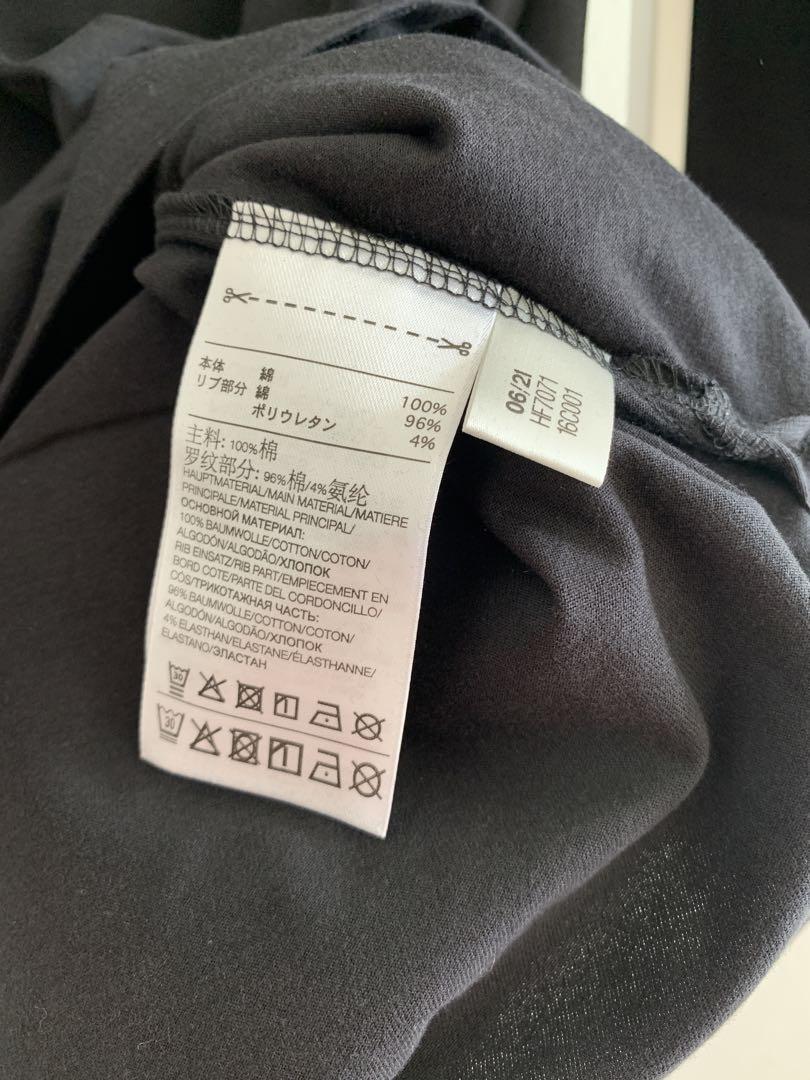 本体 綿 100%
リブ部分 綿 96%
ポリウレタン 4%
主料: 100%棉
罗纹部分: 96%棉/4%氨纶
HAUPTMATERIAL/MAIN MATERIAL/MATIERE
PRINCIPALE/MATERIAL PRINCIPAL/
ОСНОВНОЙ МАТЕРИАЛ:
100% BAUMWOLLE/COTTON/COTON/
ALGODÓN/ALGODÃO/ХЛОПОК
RIB EINSATZ/RIB PART/EMPIECEMENT EN
BORD COTE/PARTE DEL CORDONCILLO/
CÓS/ТРИКОТАЖНАЯ ЧАСТЬ:
96% BAUMWOLLE/COTTON/COTON/
ALGODÓN/ALGODÃO/ХЛОПОК
4% ELASTHAN/ELASTANE/ÉLASTHANNE/
ELASTANO/ЭЛАСТАН
30
30
06/21
HF7071
16C001